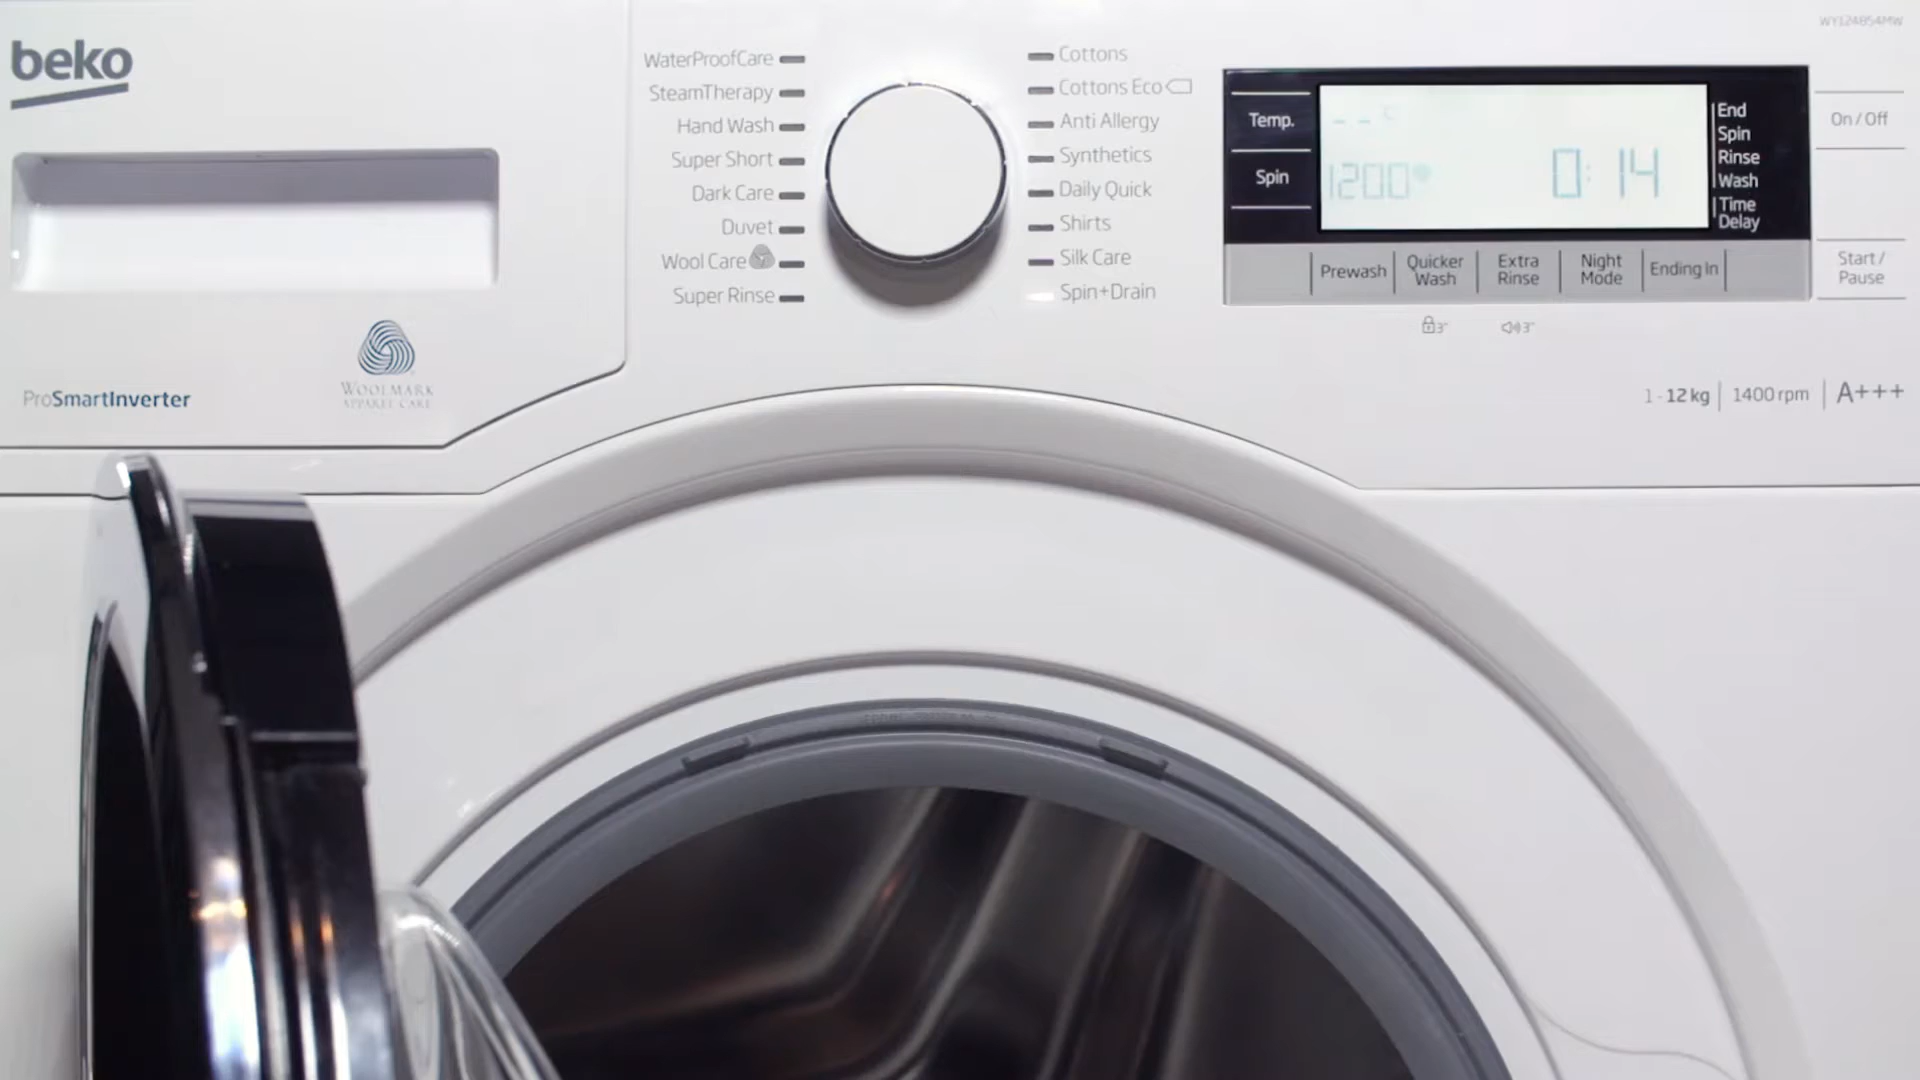 beko
WaterProofCare
SteamTherapy
Hand Wash
Super Short
Dark Care
Duvet
Wool Care
Super Rinse
Cottons
Cottons Eco
Anti Allergy
Synthetics
Daily Quick
Shirts
Silk Care
Spin+Drain
WY124854MW
Temp.
Spin
1200
0:14
End
Spin
Rinse
Wash
Time
Delay
On / Off
Start /
Pause
Prewash
Quicker
Wash
Extra
Rinse
Night
Mode
Ending In
3"
3"
ProSmartInverter
WOOLMARK
APPAREL CARE
1 - 12 kg
1400 rpm
A+++